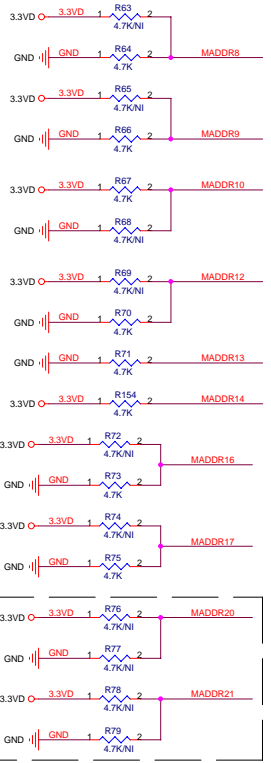 3.3VD 3.3VD 1 R63 2
4.7K/NI
GND GND 1 R64 2 MADDR8
4.7K
3.3VD 3.3VD 1 R65 2
4.7K/NI
GND GND 1 R66 2 MADDR9
4.7K
3.3VD 3.3VD 1 R67 2 MADDR10
4.7K
GND GND 1 R68 2
4.7K/NI
3.3VD 3.3VD 1 R69 2 MADDR12
4.7K/NI
GND GND 1 R70 2
4.7K
GND GND 1 R71 2 MADDR13
4.7K
3.3VD 3.3VD 1 R154 2 MADDR14
4.7K
3.3VD 3.3VD 1 R72 2
4.7K/NI
MADDR16
GND GND 1 R73 2
4.7K
3.3VD 3.3VD 1 R74 2
4.7K/NI
MADDR17
GND GND 1 R75 2
4.7K
3.3VD 3.3VD 1 R76 2 MADDR20
4.7K/NI
GND GND 1 R77 2
4.7K/NI
3.3VD 3.3VD 1 R78 2 MADDR21
4.7K/NI
GND GND 1 R79 2
4.7K/NI